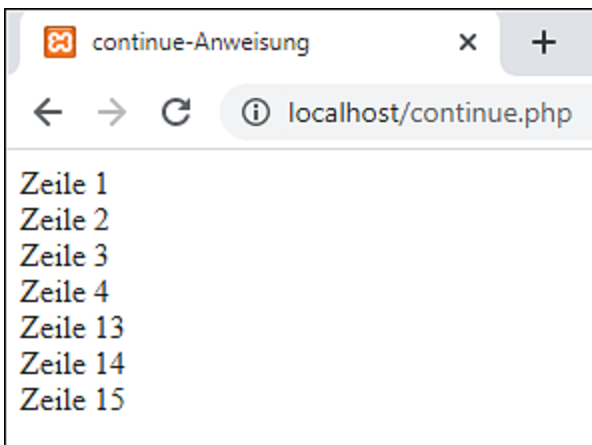 continue-Anweisung
localhost/continue.php
Zeile 1
Zeile 2
Zeile 3
Zeile 4
Zeile 13
Zeile 14
Zeile 15